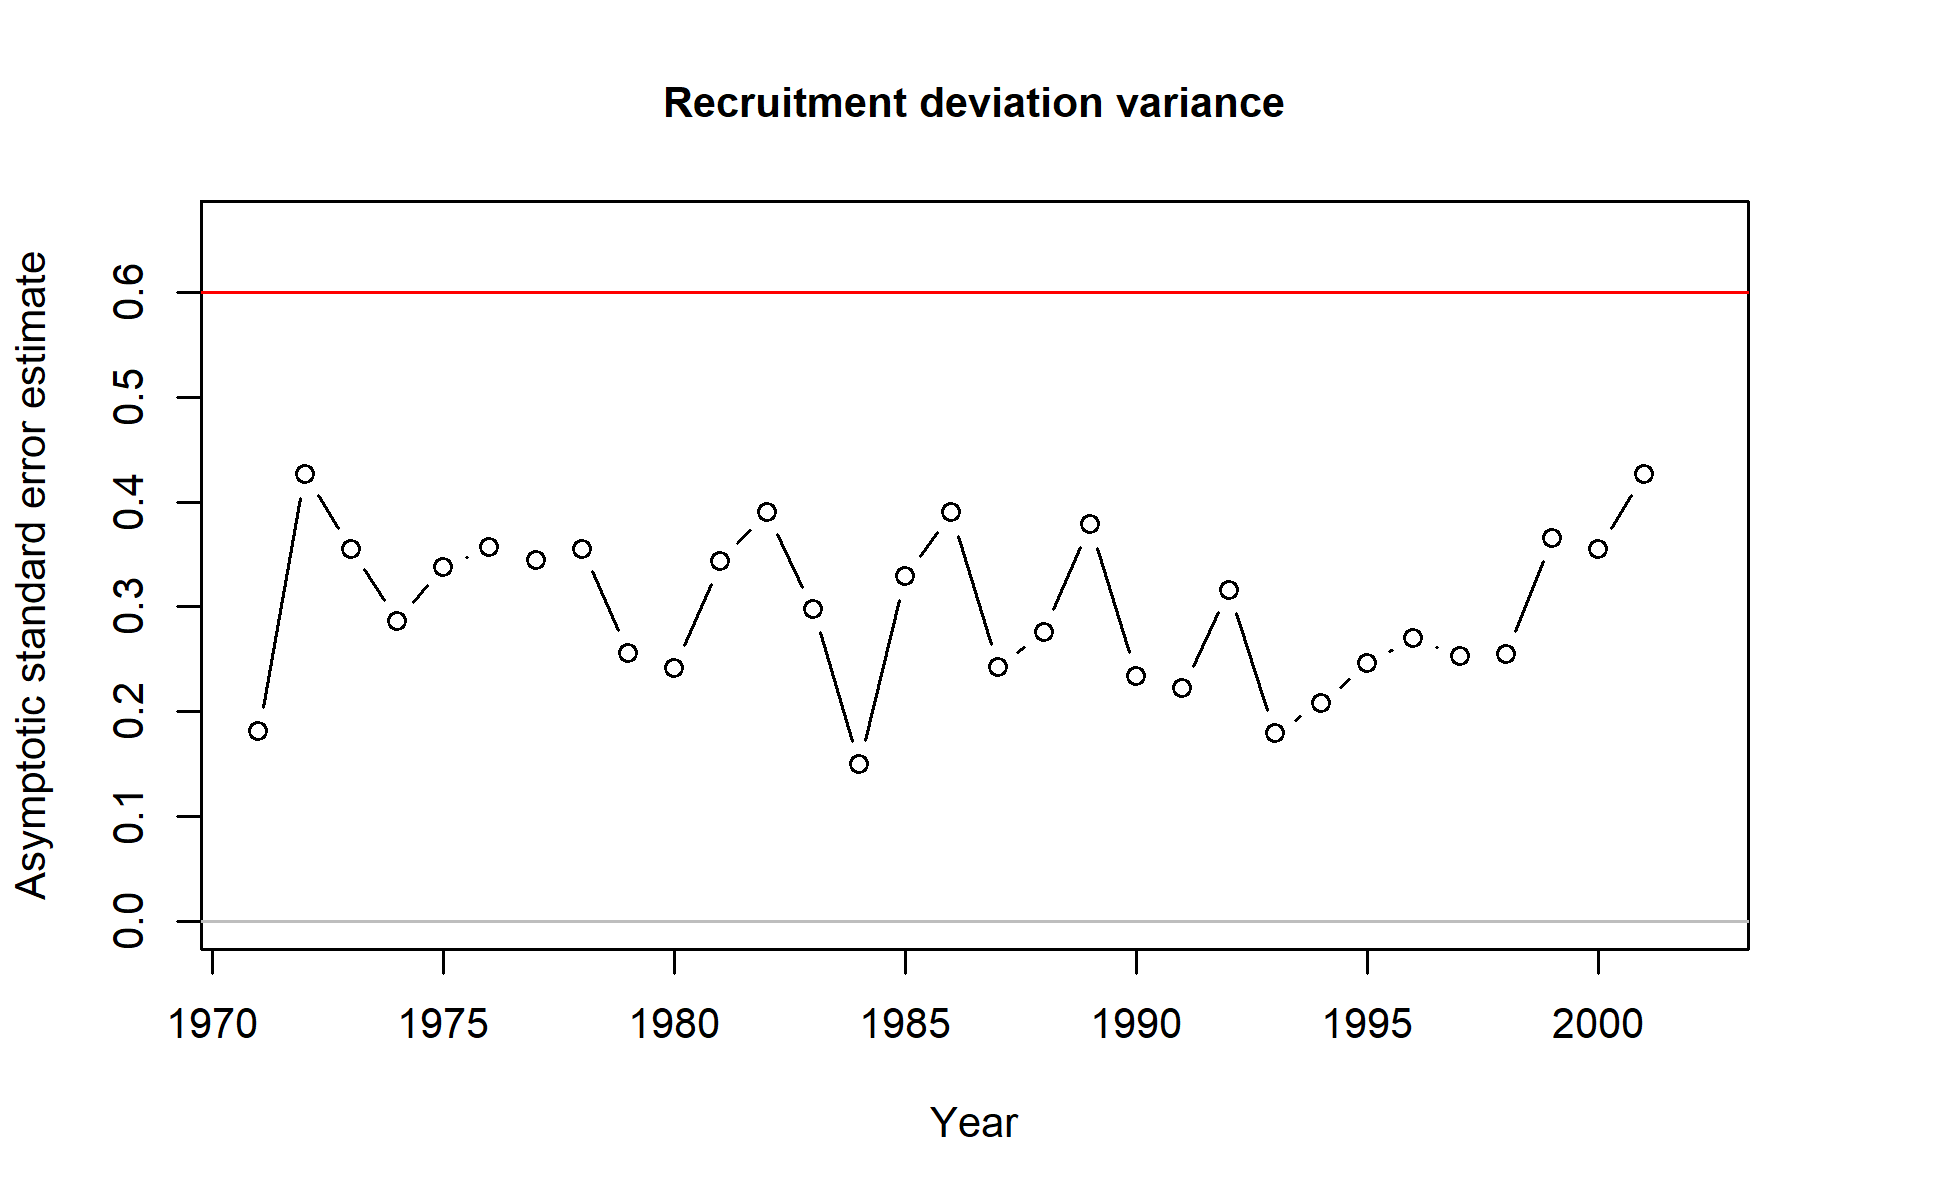 Recruitment deviation variance
Asymptotic standard error estimate
0.6
0.5
0.4
0.3
0.2
0.1
0.0
1970 1975 1980 1985 1990 1995 2000
Year